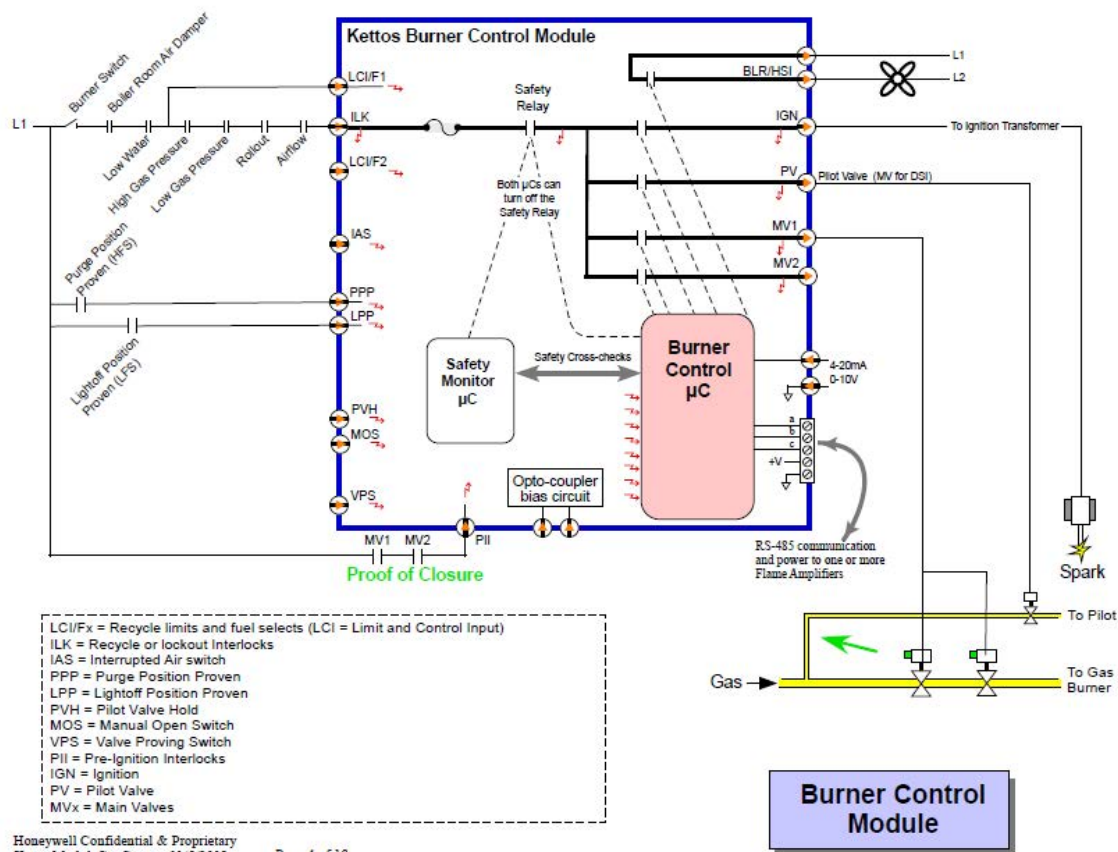 Kettos Burner Control Module
L1
Burner Switch
Boiler Room Air Damper
Low Water
High Gas Pressure
Low Gas Pressure
Rollout
Airflow
LCI/F1
ILK
LCI/F2
IAS
PPP
LPP
PVH
MOS
VPS
PII
Purge Position
Proven (HFS)
Lightoff Position
Proven (LFS)
Safety
Relay
Both µCs can
turn off the
Safety Relay
BLR/HSI
IGN
PV
MV1
MV2
L1
L2
To Ignition Transformer
Pilot Valve (MV for DSI)
Safety
Monitor
µC
Safety Cross-checks
Burner
Control
µC
4-20mA
0-10V
a
b
c
+V
Opto-coupler
bias circuit
MV1
MV2
Proof of Closure
RS-485 communication
and power to one or more
Flame Amplifiers
Spark
To Pilot
Gas
To Gas
Burner
LCI/Fx = Recycle limits and fuel selects (LCI = Limit and Control Input)
ILK = Recycle or lockout Interlocks
IAS = Interrupted Air switch
PPP = Purge Position Proven
LPP = Lightoff Position Proven
PVH = Pilot Valve Hold
MOS = Manual Open Switch
VPS = Valve Proving Switch
PII = Pre-Ignition Interlocks
IGN = Ignition
PV = Pilot Valve
MVx = Main Valves
Burner Control
Module
Honeywell Confidential & Proprietary